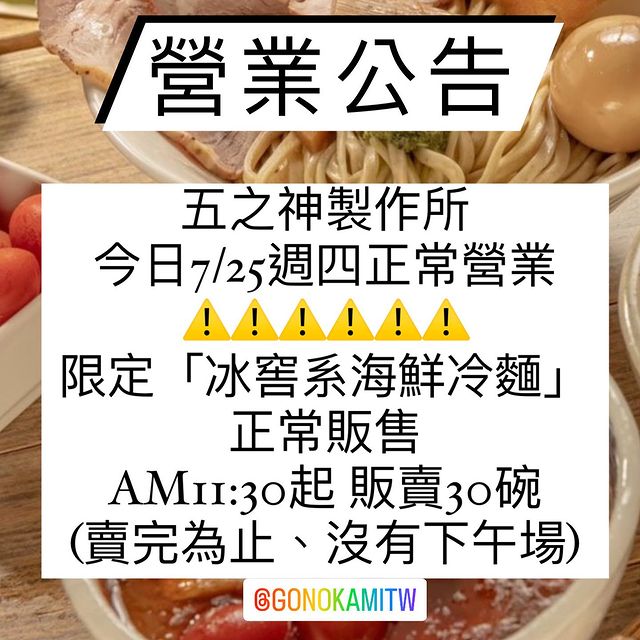 營業公告
五之神製作所
今日7/25週四正常營業
⚠️⚠️⚠️⚠️⚠️⚠️
限定「冰窖系海鮮冷麵」
正常販售
AM11:30起 販賣30碗
(賣完為止、沒有下午場)
@GONOKAMITW